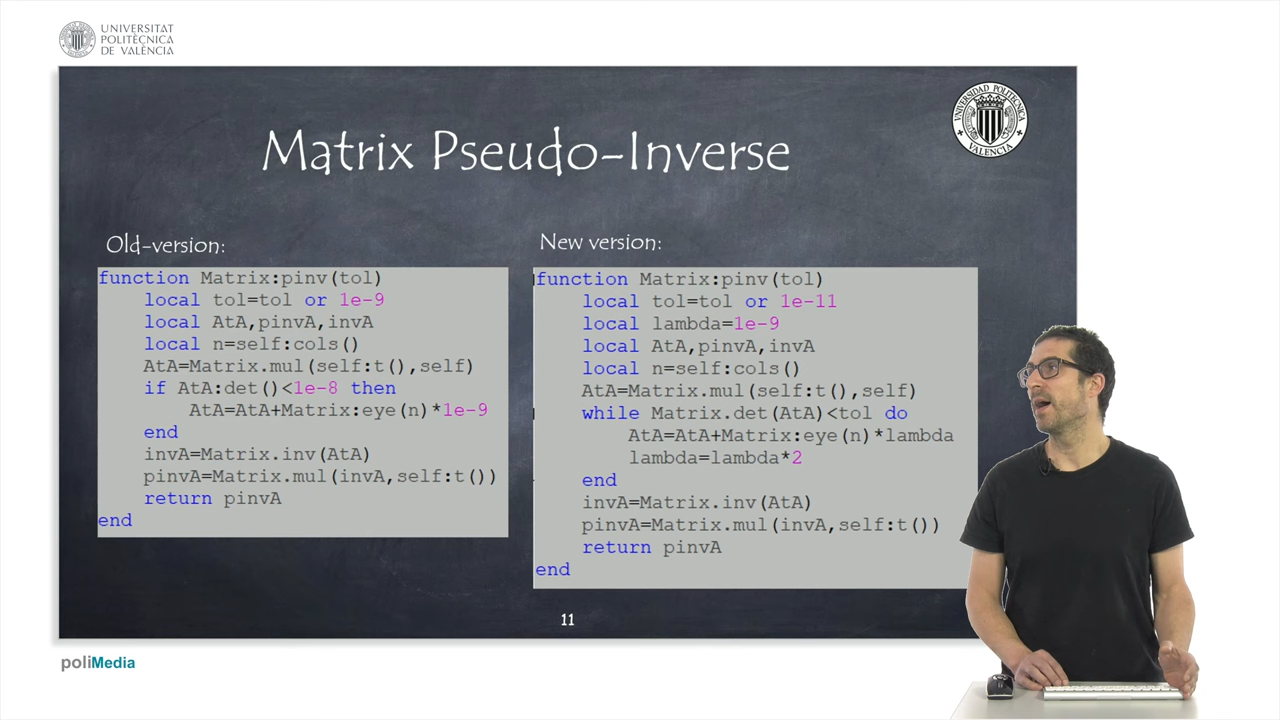 UNIVERSITAT
POLITÈCNICA
DE VALÈNCIA
UNIVERSIDAD POLITECNICA
VALENCIA
Matrix Pseudo-Inverse
Old-version:
function Matrix:pinv(tol)
local tol=tol or 1e-9
local AtA,pinvA,invA
local n=self:cols()
AtA=Matrix.mul(self:t(),self)
if AtA:det()<1e-8 then
AtA=AtA+Matrix:eye(n)*1e-9
end
invA=Matrix.inv(AtA)
pinvA=Matrix.mul(invA,self:t())
return pinvA
end
New version:
function Matrix:pinv(tol)
local tol=tol or 1e-11
local lambda=1e-9
local AtA,pinvA,invA
local n=self:cols()
AtA=Matrix.mul(self:t(),self)
while Matrix.det(AtA)<tol do
AtA=AtA+Matrix:eye(n)*lambda
lambda=lambda*2
end
invA=Matrix.inv(AtA)
pinvA=Matrix.mul(invA,self:t())
return pinvA
end
11
poliMedia